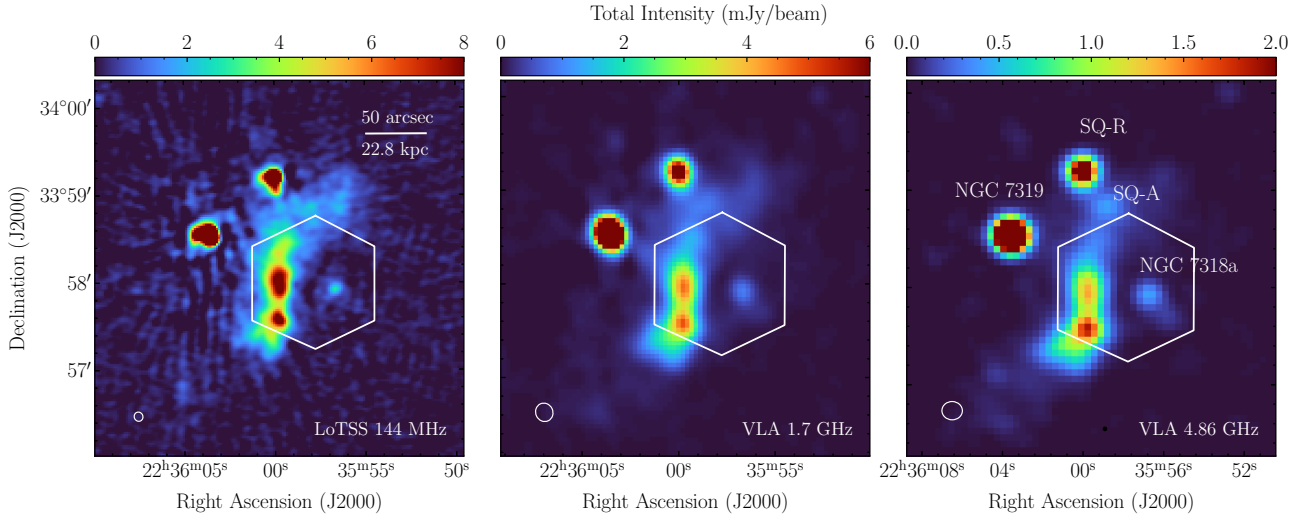 Total Intensity (mJy/beam)
0 2 4 6 8
0 2 4 6
0.0 0.5 1.0 1.5 2.0
34°00′
33°59′
58′
57′
Declination (J2000)
50 arcsec
22.8 kpc
LoTSS 144 MHz
VLA 1.7 GHz
SQ-R
NGC 7319
SQ-A
NGC 7318a
VLA 4.86 GHz
22ʰ36ᵐ05ˢ 00ˢ 35ᵐ55ˢ 50ˢ
22ʰ36ᵐ05ˢ 00ˢ 35ᵐ55ˢ
22ʰ36ᵐ08ˢ 04ˢ 00ˢ 35ᵐ56ˢ 52ˢ
Right Ascension (J2000)
Right Ascension (J2000)
Right Ascension (J2000)